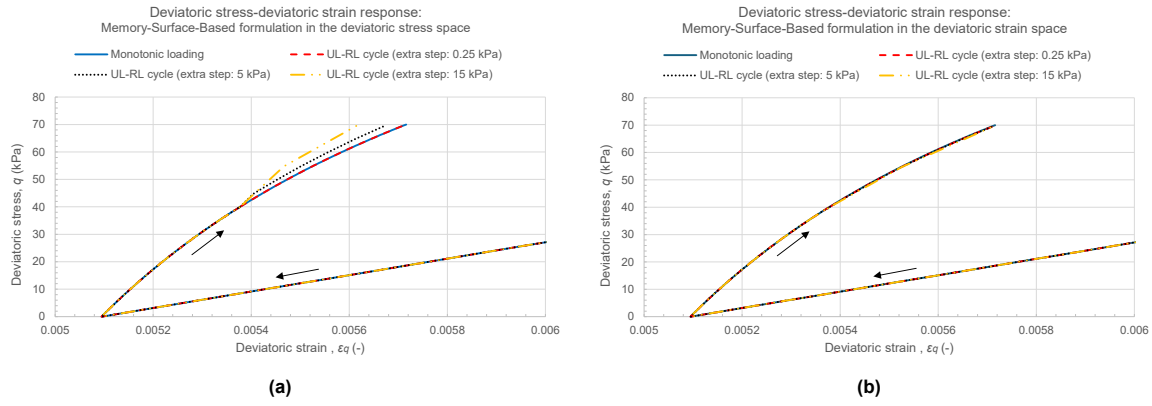 Deviatoric stress-deviatoric strain response:
Memory-Surface-Based formulation in the deviatoric stress space
Monotonic loading
UL-RL cycle (extra step: 0.25 kPa)
UL-RL cycle (extra step: 5 kPa)
UL-RL cycle (extra step: 15 kPa)
80
70
60
50
40
30
20
10
0
Deviatoric stress, q (kPa)
0.005
0.0052
0.0054
0.0056
0.0058
0.006
Deviatoric strain , εq (-)
(a)
Deviatoric stress-deviatoric strain response:
Memory-Surface-Based formulation in the deviatoric strain space
Monotonic loading
UL-RL cycle (extra step: 0.25 kPa)
UL-RL cycle (extra step: 5 kPa)
UL-RL cycle (extra step: 15 kPa)
80
70
60
50
40
30
20
10
0
Deviatoric stress, q (kPa)
0.005
0.0052
0.0054
0.0056
0.0058
0.006
Deviatoric strain , εq (-)
(b)